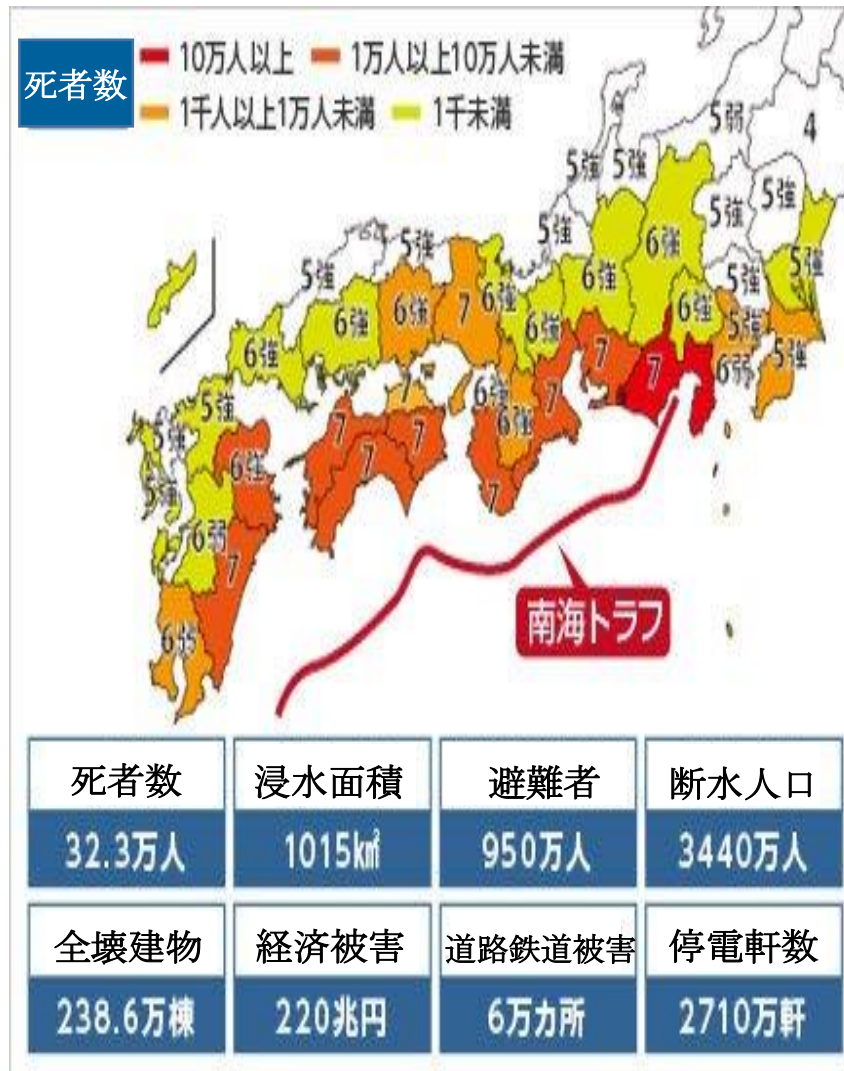 死者数
10万人以上 1万人以上10万人未満
1千人以上1万人未満 1千未満
5弱
4
5強
5強
5強
5強
5強
5強
5強
5強
6強
5強
5強
6強
6強
7
6強
6強
6強
5強
6強
6弱
5強
7
7
6強
5強
7
6強
7
6強
5強
7
7
7
6強
5強
7
6弱
7
6弱
南海トラフ
死者数 浸水面積 避難者 断水人口
32.3万人 1015k㎡ 950万人 3440万人
全壊建物 経済被害 道路鉄道被害 停電軒数
238.6万棟 220兆円 6万カ所 2710万軒